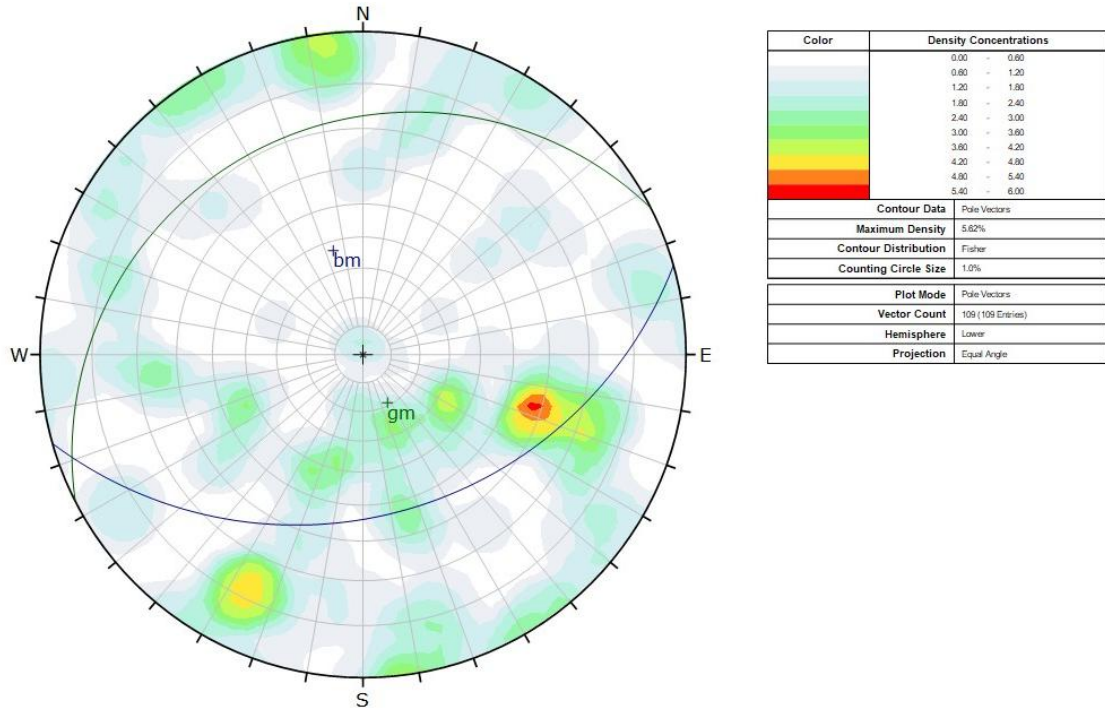 N
W
E
S
bm
gm
Color Density Concentrations
0.00 - 0.60
0.60 - 1.20
1.20 - 1.80
1.80 - 2.40
2.40 - 3.00
3.00 - 3.60
3.60 - 4.20
4.20 - 4.80
4.80 - 5.40
5.40 - 6.00
Contour Data Pole Vectors
Maximum Density 5.62%
Contour Distribution Fisher
Counting Circle Size 1.0%
Plot Mode Pole Vectors
Vector Count 109 (109 Entries)
Hemisphere Lower
Projection Equal Angle